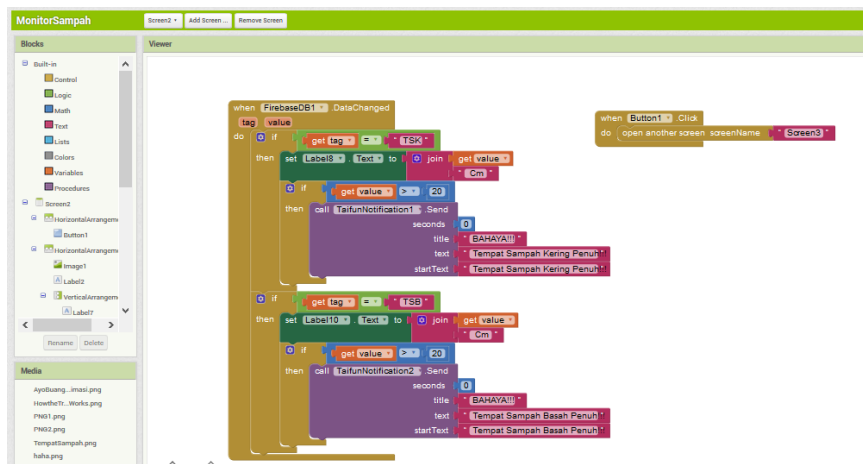 MonitorSampah
Screen2
Add Screen ...
Remove Screen
Blocks
Built-in
Control
Logic
Math
Text
Lists
Colors
Variables
Procedures
Screen2
HorizontalArrangeme
Button1
HorizontalArrangeme
Image1
Label2
VerticalArrangem
Label7
Rename Delete
Media
AyoBuang...imasi.png
HowtheTr...Works.png
PNG1.png
PNG2.png
TempatSampah.png
haha.png
Viewer
when FirebaseDB1 .DataChanged
tag value
do if get tag = " TSK "
then set Label8 . Text to join get value
" Cm "
if get value > 20
then call TaifunNotification1 .Send
seconds 0
title " BAHAYA!!! "
text " Tempat Sampah Kering Penuh!! "
startText " Tempat Sampah Kering Penuh!! "
if get tag = " TSB "
then set Label10 . Text to join get value
" Cm "
if get value > 20
then call TaifunNotification2 .Send
seconds 0
title " BAHAYA!!! "
text " Tempat Sampah Basah Penuh "
startText " Tempat Sampah Basah Penuh "
when Button1 .Click
do open another screen screenName " Screen3 "